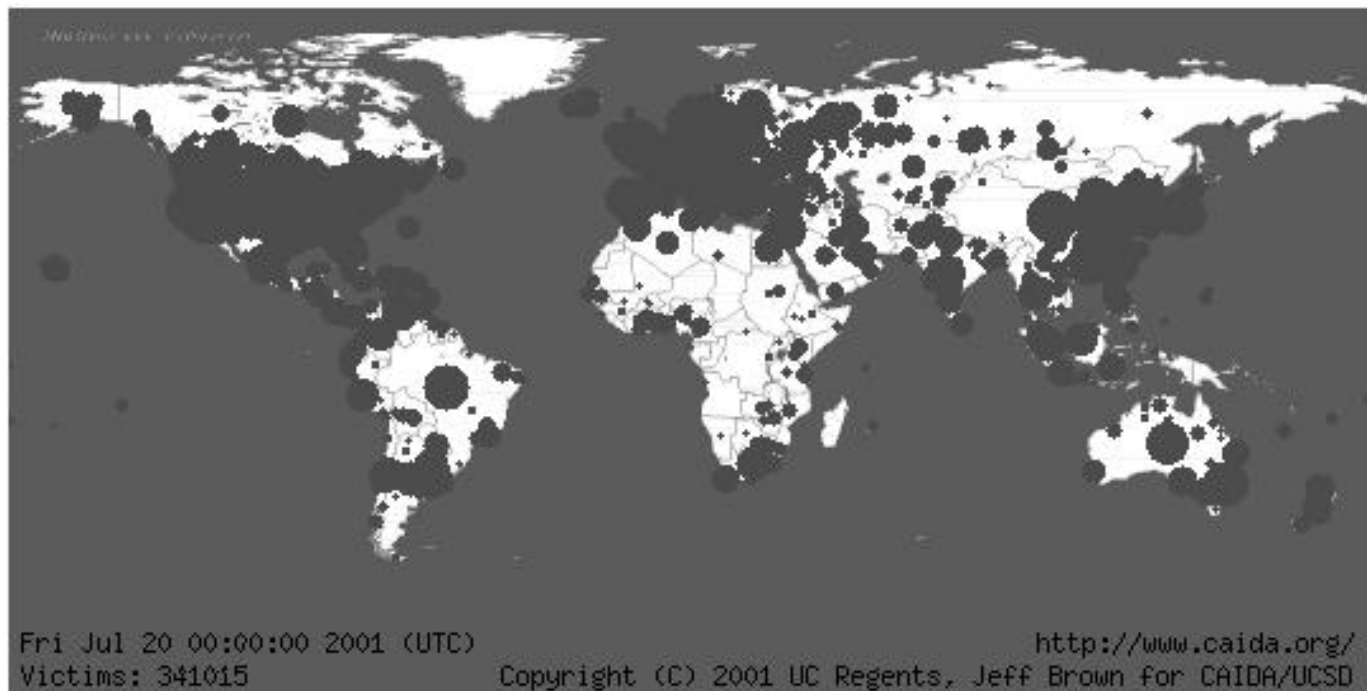 Fri Jul 20 00:00:00 2001 (UTC)
http://www.caida.org/
Victims: 341015
Copyright (C) 2001 UC Regents, Jeff Brown for CAIDA/UCSD